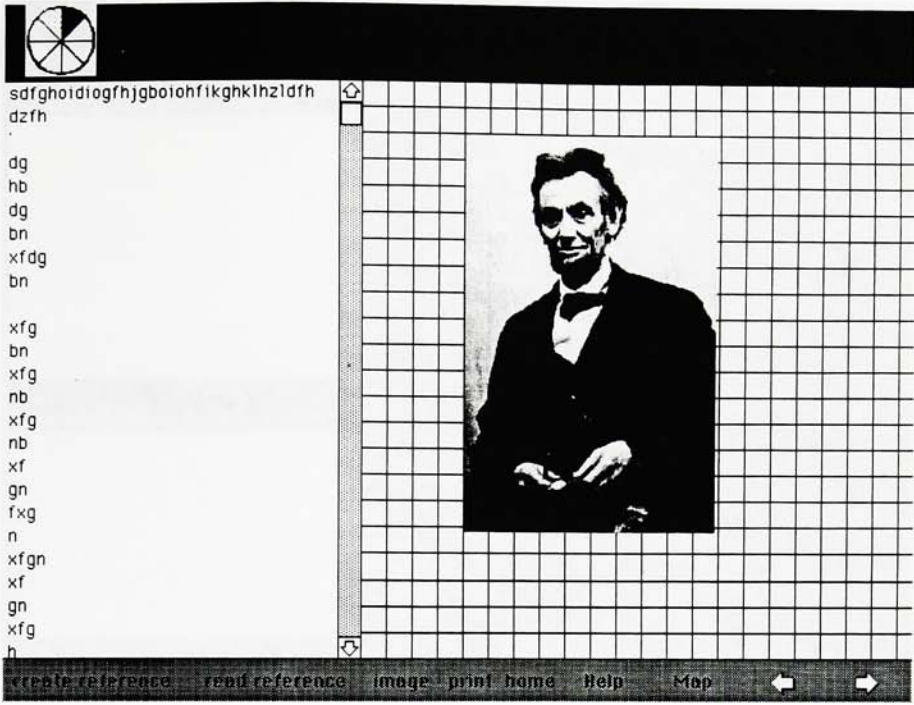 sdfghoidiogfhjgboiohfikghklhzldfh
dzfh
.
dg
hb
dg
bn
xfdg
bn
xfg
bn
xfg
nb
xfg
nb
xf
gn
fxg
n
xfgn
xf
gn
xfg
h
create reference read reference image print home Help Map